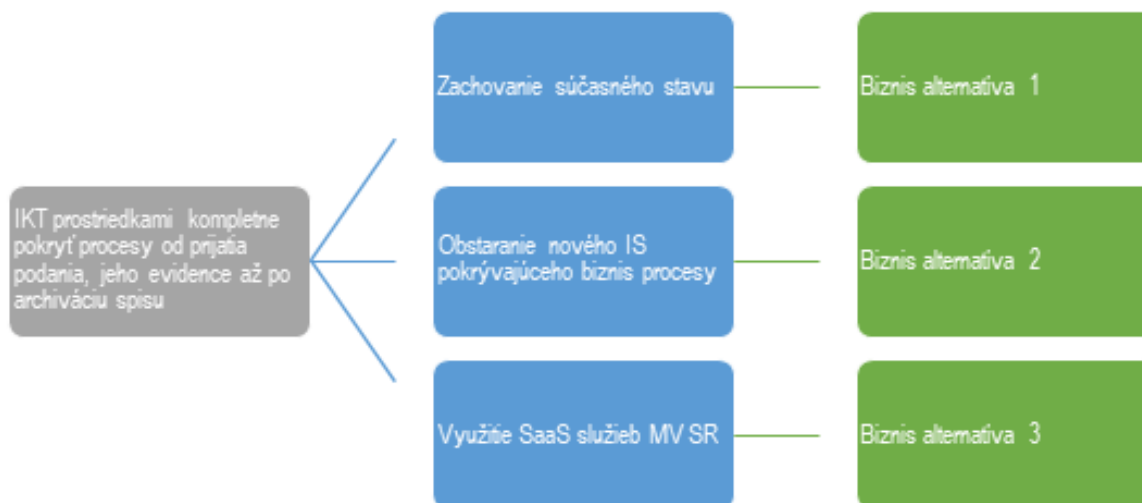 Zachovanie súčasného stavu
Biznis alternatíva 1
IKT prostriedkami kompletne
pokryť procesy od prijatia
podania, jeho evidence až po
archiváciu spisu
Obstaranie nového IS
pokrývajúceho biznis procesy
Biznis alternatíva 2
Využitie SaaS služieb MV SR
Biznis alternatíva 3